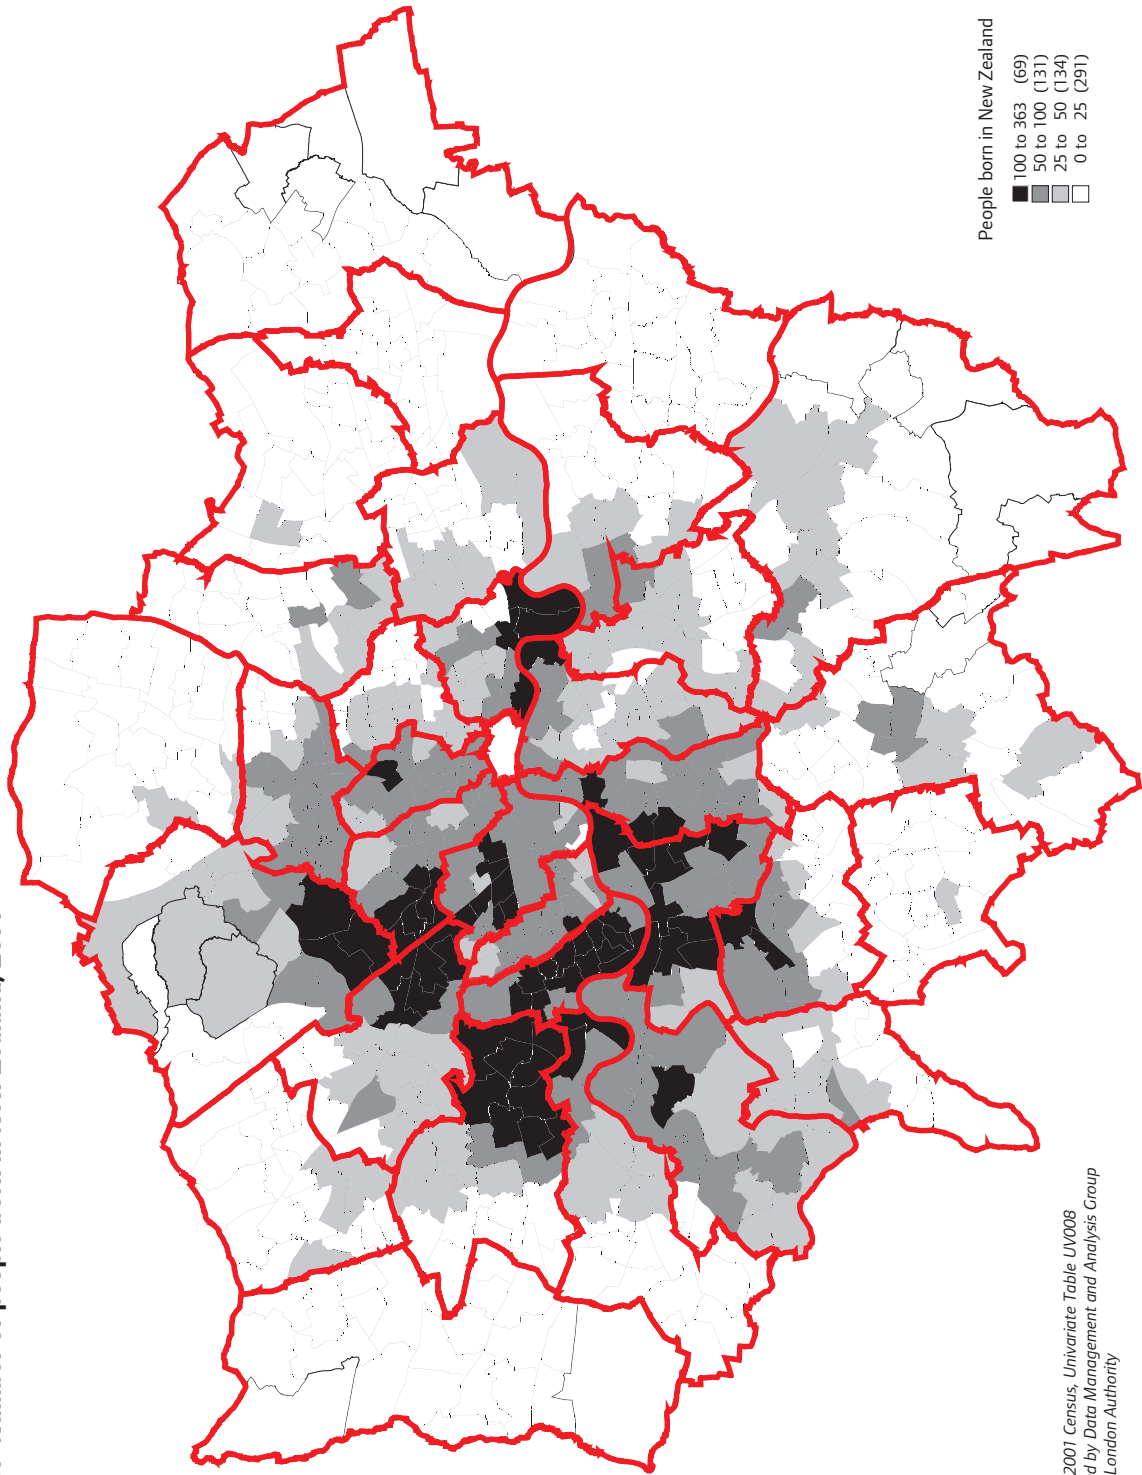 People born in New Zealand
100 to 363 (69)
50 to 100 (131)
25 to 50 (134)
0 to 25 (291)
2001 Census, Univariate Table UV008
d by Data Management and Analysis Group
London Authority